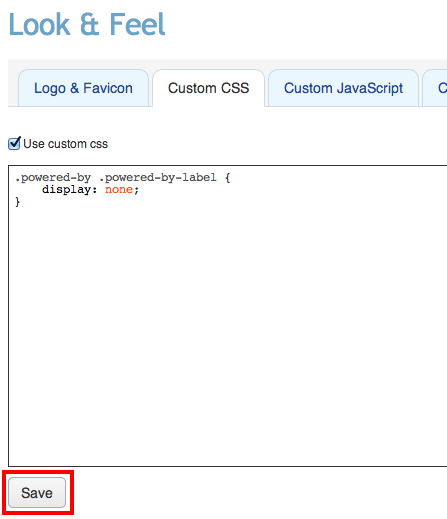 Look & Feel
Logo & Favicon Custom CSS Custom JavaScript C
Use custom css
.powered-by .powered-by-label {
    display: none;
}
Save